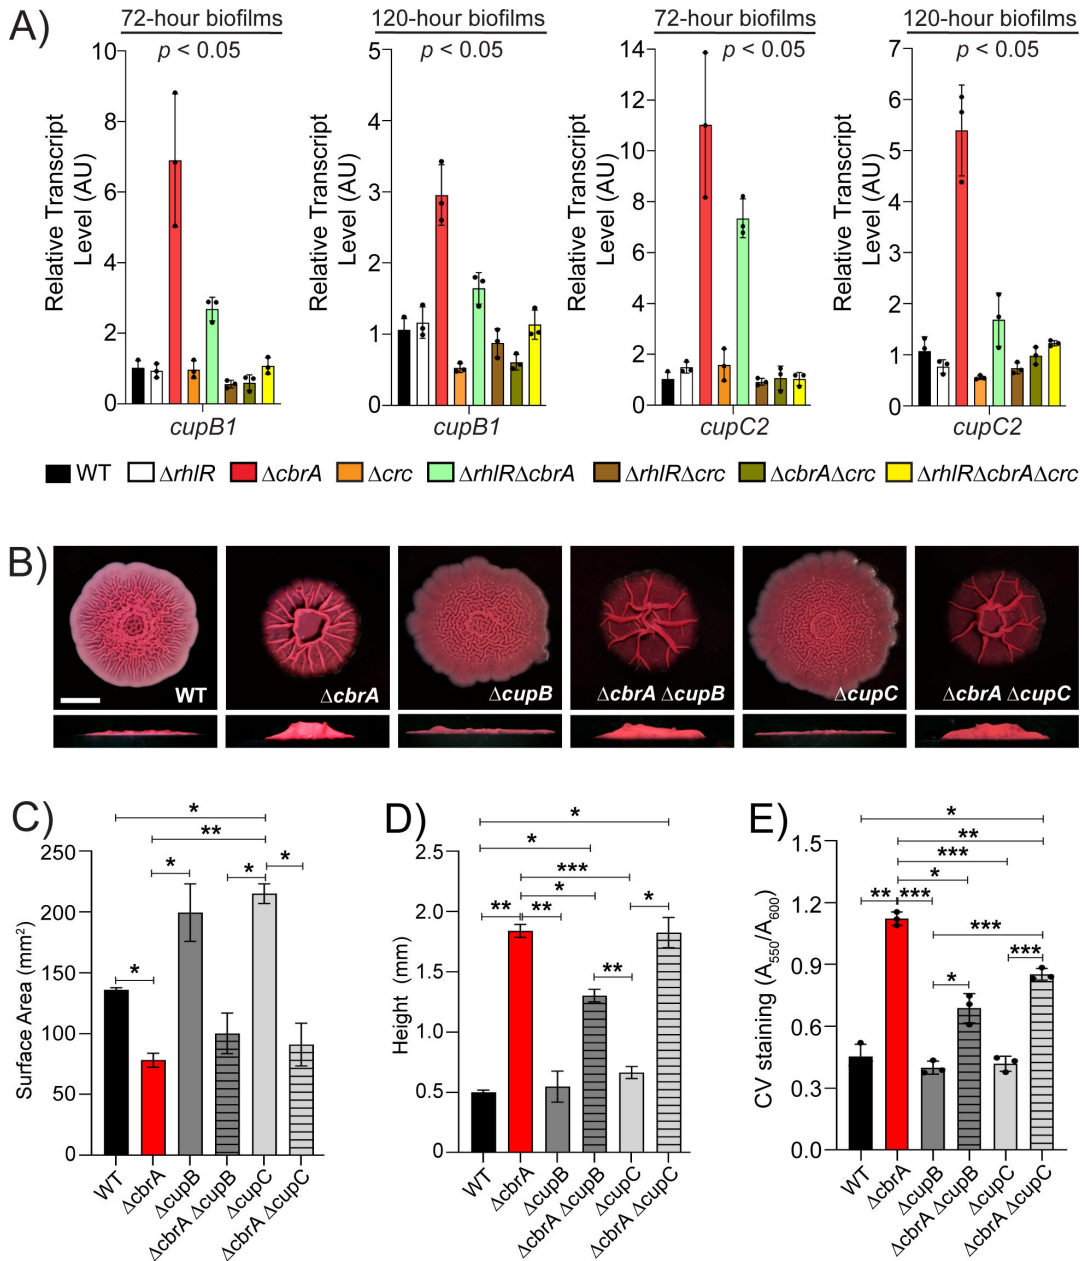 A)
72-hour biofilms
p < 0.05
Relative Transcript
Level (AU)
10
8
6
4
2
0
cupB1
120-hour biofilms
p < 0.05
Relative Transcript
Level (AU)
5
4
3
2
1
0
cupB1
72-hour biofilms
p < 0.05
Relative Transcript
Level (AU)
14
12
10
8
6
4
2
0
cupC2
120-hour biofilms
p < 0.05
Relative Transcript
Level (AU)
7
6
5
4
3
2
1
0
cupC2
WT ΔrhlR ΔcbrA Δcrc ΔrhlRΔcbrA ΔrhlRΔcrc ΔcbrAΔcrc ΔrhlRΔcbrAΔcrc
B)
WT
ΔcbrA
ΔcupB
ΔcbrA ΔcupB
ΔcupC
ΔcbrA ΔcupC
C)
Surface Area (mm²)
250
200
150
100
50
0
*
**
*
*
*
*
WT
ΔcbrA
ΔcupB
ΔcbrA ΔcupB
ΔcupC
ΔcbrA ΔcupC
D)
Height (mm)
2.5
2.0
1.5
1.0
0.5
0
*
*
***
*
** **
*
**
WT
ΔcbrA
ΔcupB
ΔcbrA ΔcupB
ΔcupC
ΔcbrA ΔcupC
E)
CV staining (A550/A600)
1.5
1.2
0.9
0.6
0.3
0.0
*
**
***
*
** ***
***
***
*
WT
ΔcbrA
ΔcupB
ΔcbrA ΔcupB
ΔcupC
ΔcbrA ΔcupC